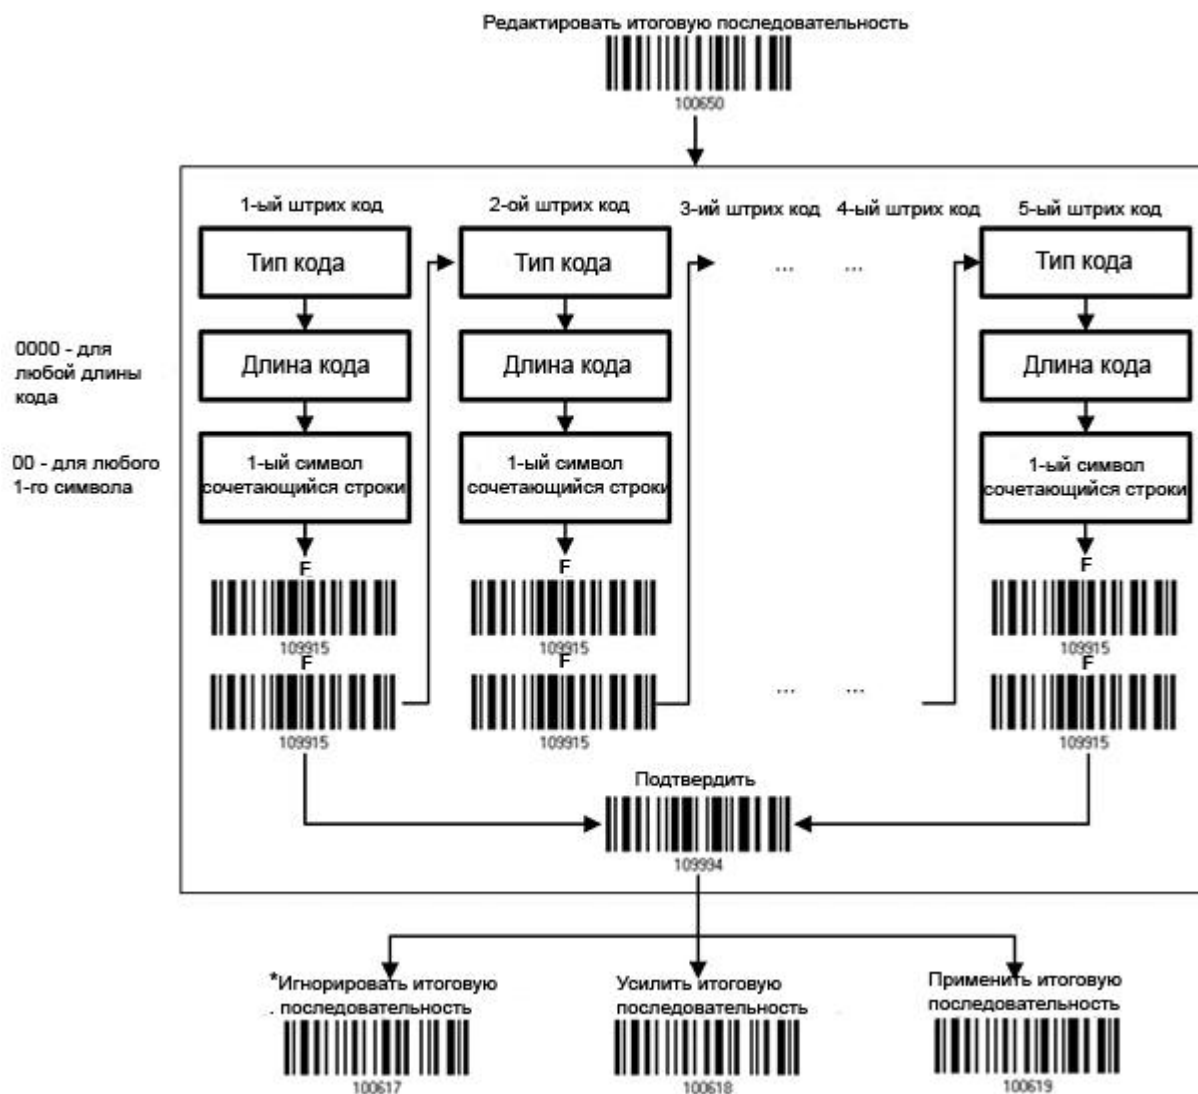 Редактировать итоговую последовательность
100650
1-ый штрих код
2-ой штрих код
3-ий штрих код
4-ый штрих код
5-ый штрих код
Тип кода
Тип кода
... ...
Тип кода
0000 - для
любой длины
кода
Длина кода
Длина кода
Длина кода
00 - для любого
1-го символа
1-ый символ
сочетающийся строки
1-ый символ
сочетающийся строки
1-ый символ
сочетающийся строки
F
F
F
109915
109915
109915
F
F
F
... ...
109915
109915
109915
Подтвердить
109994
*Игнорировать итоговую
. последовательность
100617
Усилить итоговую
последовательность
100618
Применить итоговую
последовательность
100619